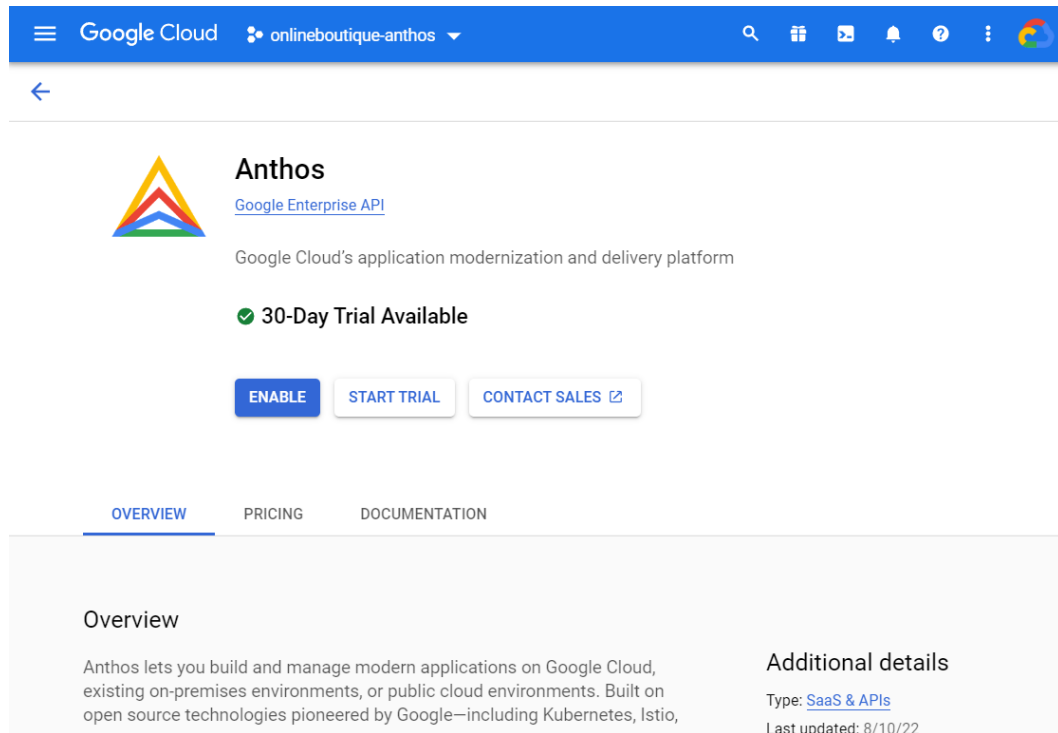 Google Cloud onlineboutique-anthos
Anthos
Google Enterprise API
Google Cloud’s application modernization and delivery platform
30-Day Trial Available
ENABLE START TRIAL CONTACT SALES
OVERVIEW PRICING DOCUMENTATION
Overview
Anthos lets you build and manage modern applications on Google Cloud,
existing on-premises environments, or public cloud environments. Built on
open source technologies pioneered by Google—including Kubernetes, Istio,
Additional details
Type: SaaS & APIs
Last updated: 8/10/22